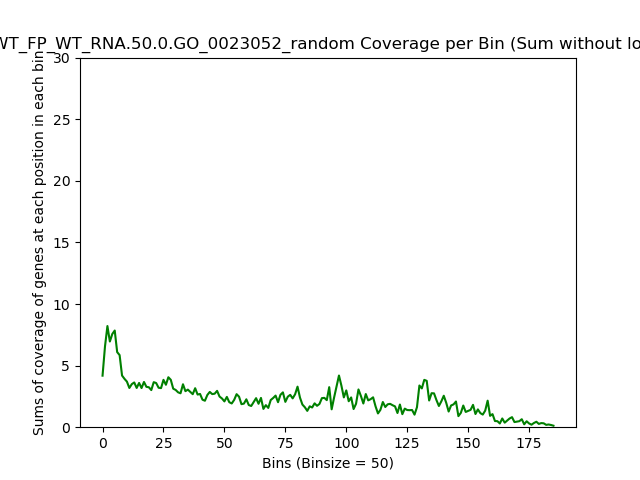 WT_FP_WT_RNA.50.0.GO_0023052_random Coverage per Bin (Sum without lo
Sums of coverage of genes at each position in each bin
30
25
20
15
10
5
0
0 25 50 75 100 125 150 175
Bins (Binsize = 50)